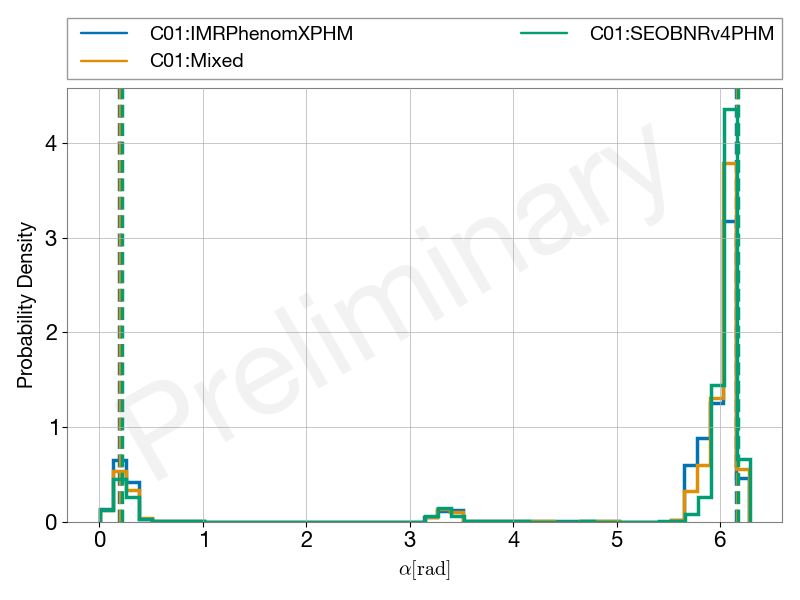 C01:IMRPhenomXPHM
C01:Mixed
C01:SEOBNRv4PHM
Preliminary
Probability Density
4
3
2
1
0
0 1 2 3 4 5 6
α[rad]